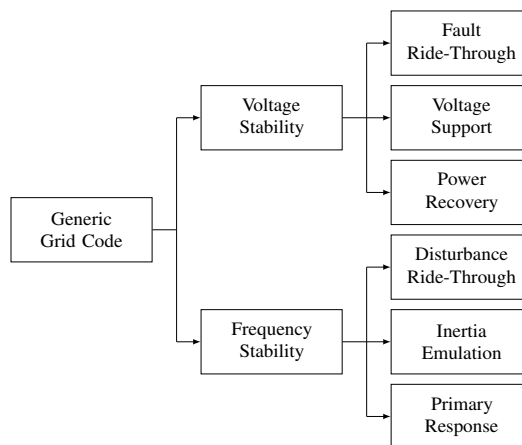 Generic
Grid Code
Voltage
Stability
Fault
Ride-Through
Voltage
Support
Power
Recovery
Frequency
Stability
Disturbance
Ride-Through
Inertia
Emulation
Primary
Response